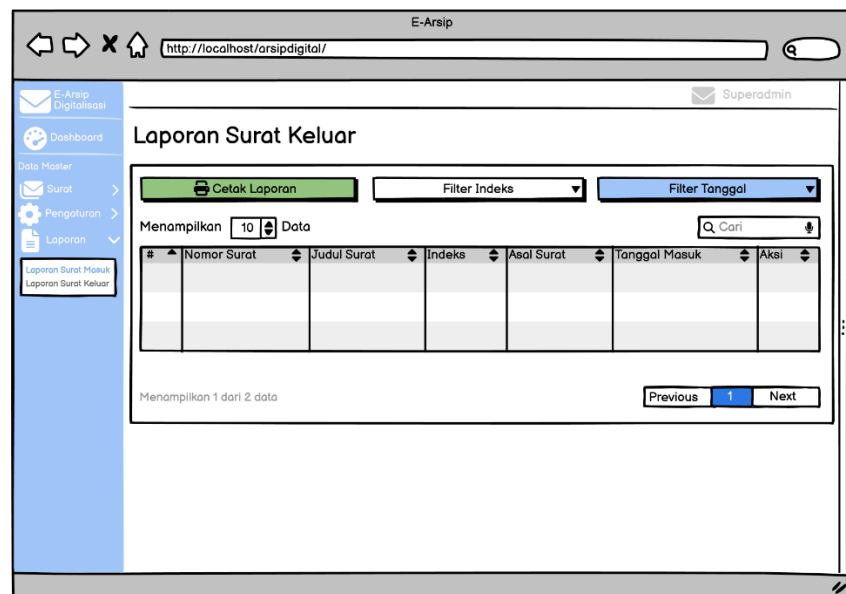 E-Arsip
http://localhost/arsipdigital/
E-Arsip
Digitalisasi
Superadmin
Dashboard
Data Master
Surat
Pengaturan
Laporan
Laporan Surat Masuk
Laporan Surat Keluar
Laporan Surat Keluar
Cetak Laporan
Filter Indeks
Filter Tanggal
Menampilkan 10 Data
Cari
# Nomor Surat Judul Surat Indeks Asal Surat Tanggal Masuk Aksi
Menampilkan 1 dari 2 data
Previous 1 Next